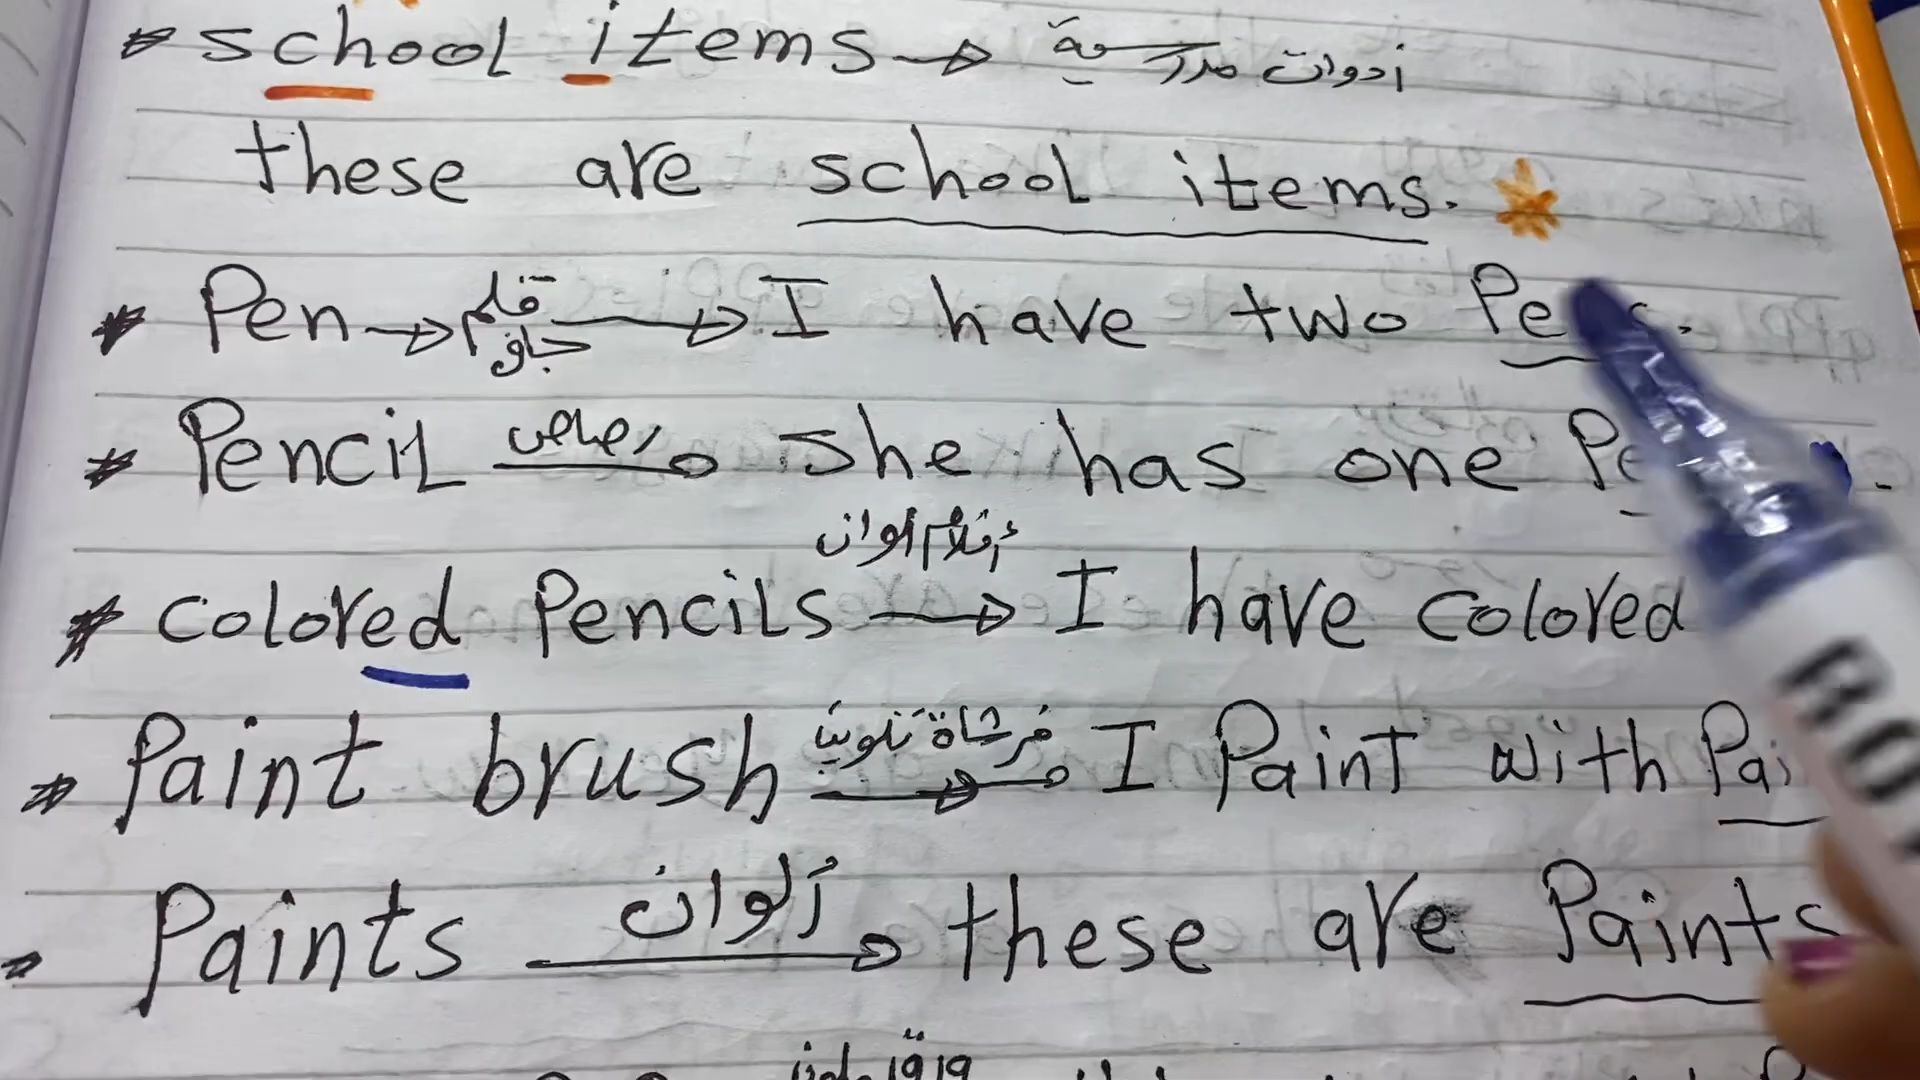 school items → أدوات مدرسية
these are school items.
Pen → قلم جاف → I have two Pens.
Pencil رصاص → She has one
أقلام ألوان
colored Pencils → I have colored
Paint brush فرشاة تلوين → I Paint with
Paints ألوان → these are Paints